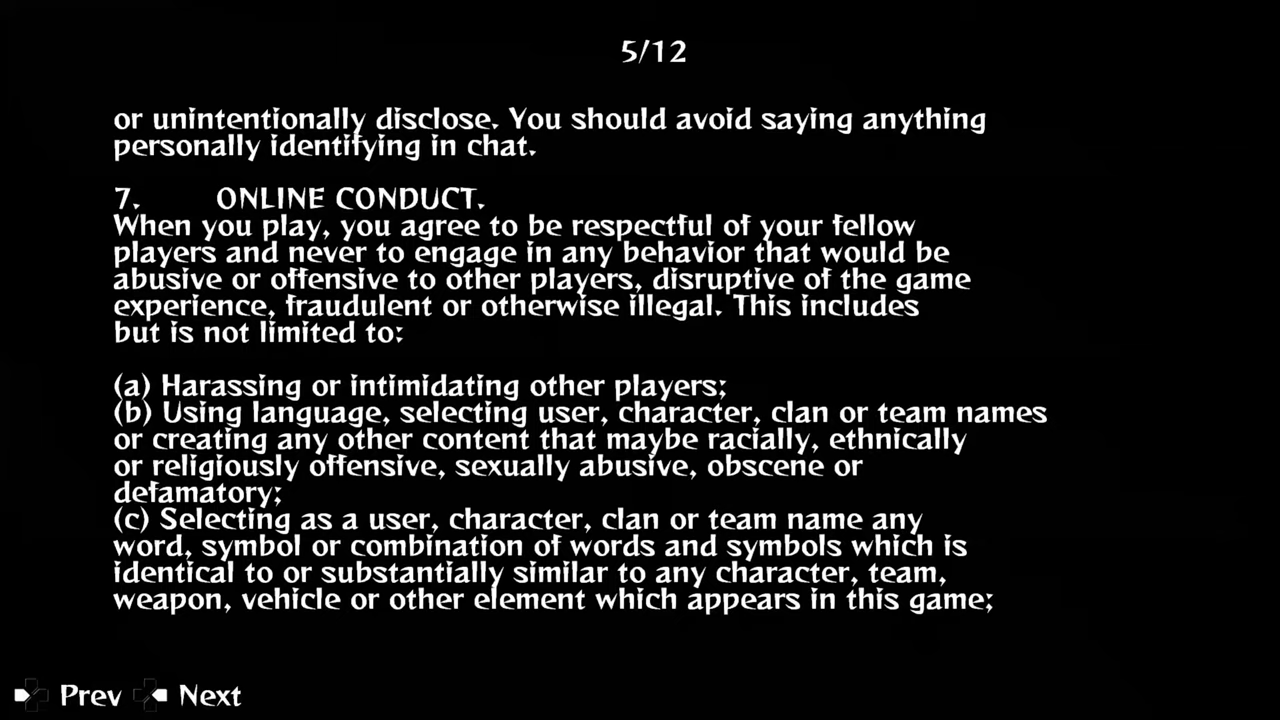 5/12
or unintentionally disclose. You should avoid saying anything
personally identifying in chat.
7. ONLINE CONDUCT.
When you play, you agree to be respectful of your fellow
players and never to engage in any behavior that would be
abusive or offensive to other players, disruptive of the game
experience, fraudulent or otherwise illegal. This includes
but is not limited to:
(a) Harassing or intimidating other players;
(b) Using language, selecting user, character, clan or team names
or creating any other content that maybe racially, ethnically
or religiously offensive, sexually abusive, obscene or
defamatory;
(c) Selecting as a user, character, clan or team name any
word, symbol or combination of words and symbols which is
identical to or substantially similar to any character, team,
weapon, vehicle or other element which appears in this game;
Prev Next